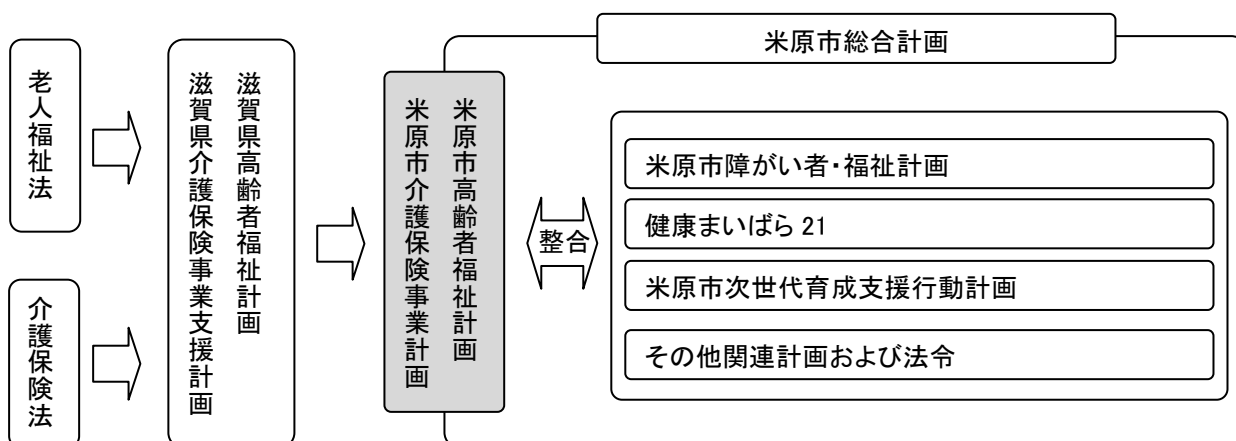 米原市総合計画
老人福祉法
介護保険法
滋賀県高齢者福祉計画
滋賀県介護保険事業支援計画
米原市高齢者福祉計画
米原市介護保険事業計画
整合
米原市障がい者・福祉計画
健康まいばら 21
米原市次世代育成支援行動計画
その他関連計画および法令